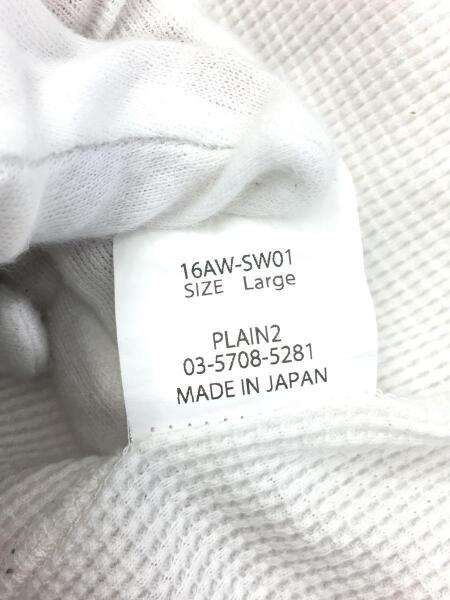 16AW-SW01
SIZE Large
PLAIN2
03-5708-5281
MADE IN JAPAN